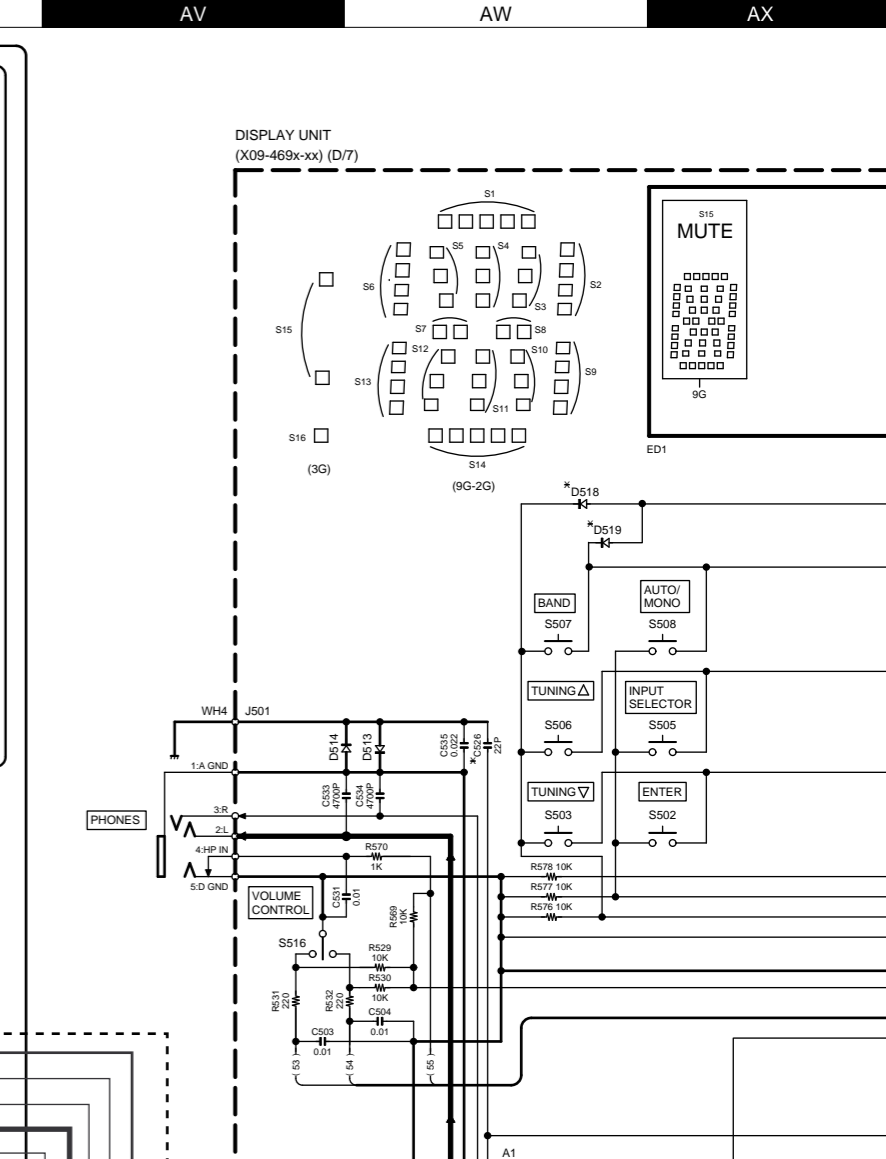 AV
AW
AX
DISPLAY UNIT
(X09-469x-xx) (D/7)
S1
S5
S4
S6
S3
S2
S15
S7
S8
S12
S10
S13
S9
S11
S16
S14
(3G)
(9G-2G)
S15
MUTE
9G
ED1
*D518
*D519
BAND
S507
AUTO/
MONO
S508
TUNING△
S506
INPUT
SELECTOR
S505
TUNING▽
S503
ENTER
S502
WH4
J501
D514
D513
C535
0.022
*C526
22P
1:A GND
C533
4700P
C534
4700P
PHONES
3:R
2:L
4:HP IN
5:D GND
R570
1K
R578 10K
R577 10K
R576 10K
VOLUME
CONTROL
C531
0.01
R569
10K
S516
R529
10K
R530
10K
R531
220
R532
220
C504
0.01
C503
0.01
53
54
55
A1